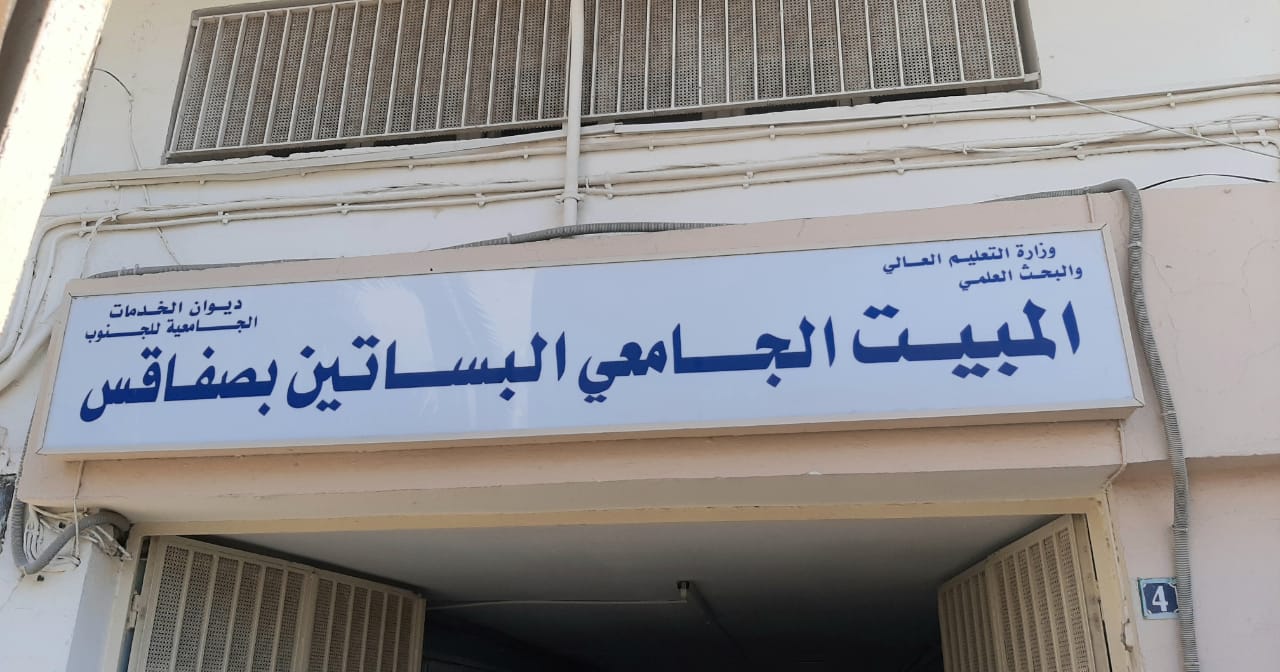 وزارة التعليم العالي
والبحث العلمي
ديوان الخدمات
الجامعية للجنوب
المبيت الجامعي البساتين بصفاقس
4